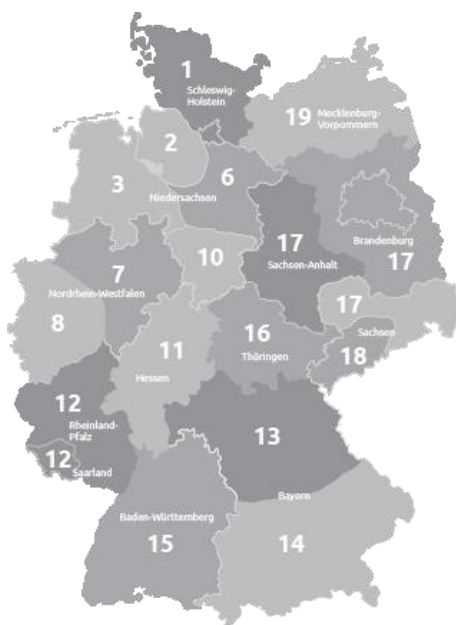 1
Schleswig-
Holstein
19
Mecklenburg-
Vorpommern
2
3
6
Niedersachsen
17
Sachsen-Anhalt
Brandenburg
17
10
7
Nordrhein-Westfalen
8
17
Sachsen
18
16
Thüringen
11
Hessen
12
Rheinland-
Pfalz
12
Saarland
13
Bayern
Baden-Württemberg
15
14